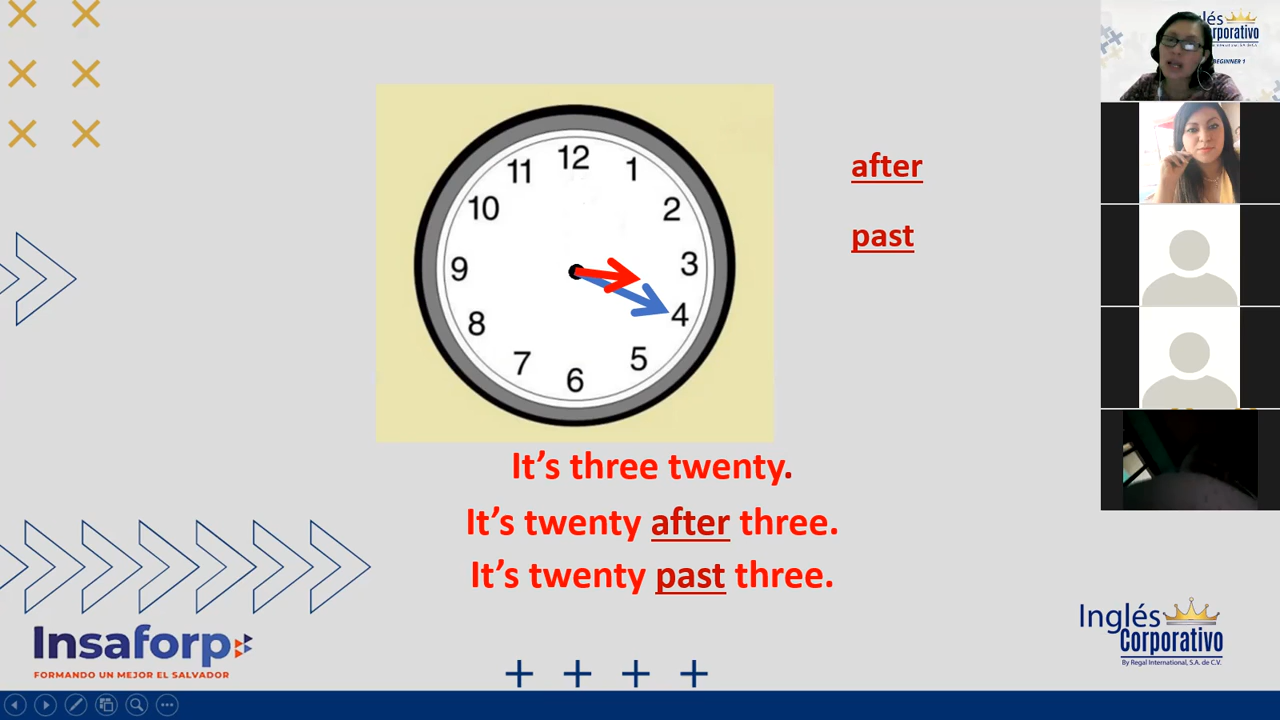 Inglés
Corporativo
BEGINNER 1
12
11
1
10
2
9
3
8
4
7
5
6
after
past
It's three twenty.
It's twenty after three.
It's twenty past three.
Insaforp
FORMANDO UN MEJOR EL SALVADOR
Inglés
Corporativo
By Regal International, S.A. de C.V.